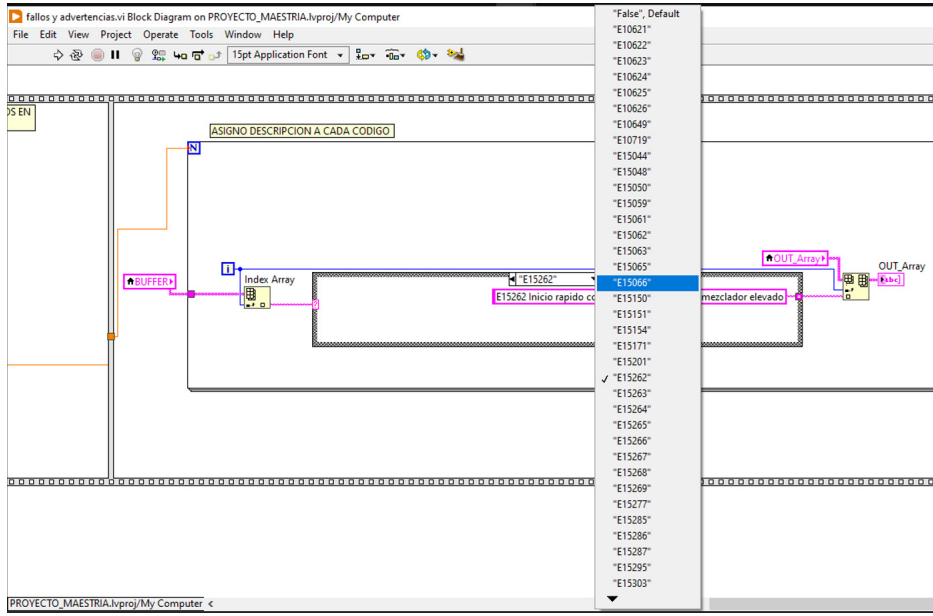 fallos y advertencias.vi Block Diagram on PROYECTO_MAESTRIA.lvproj/My Computer
File Edit View Project Operate Tools Window Help
15pt Application Font
OS EN
ASIGNO DESCRIPCION A CADA CODIGO
N
i
BUFFER
Index Array
"E15262"
E15262 Inicio rapido
mezclador elevado
OUT_Array
OUT_Array
abc
"False", Default
"E10621"
"E10622"
"E10623"
"E10624"
"E10625"
"E10626"
"E10649"
"E10719"
"E15044"
"E15048"
"E15050"
"E15059"
"E15061"
"E15062"
"E15063"
"E15065"
"E15066"
"E15150"
"E15151"
"E15154"
"E15171"
"E15201"
"E15262"
"E15263"
"E15264"
"E15265"
"E15266"
"E15267"
"E15268"
"E15269"
"E15277"
"E15285"
"E15286"
"E15287"
"E15295"
"E15303"
PROYECTO_MAESTRIA.lvproj/My Computer <